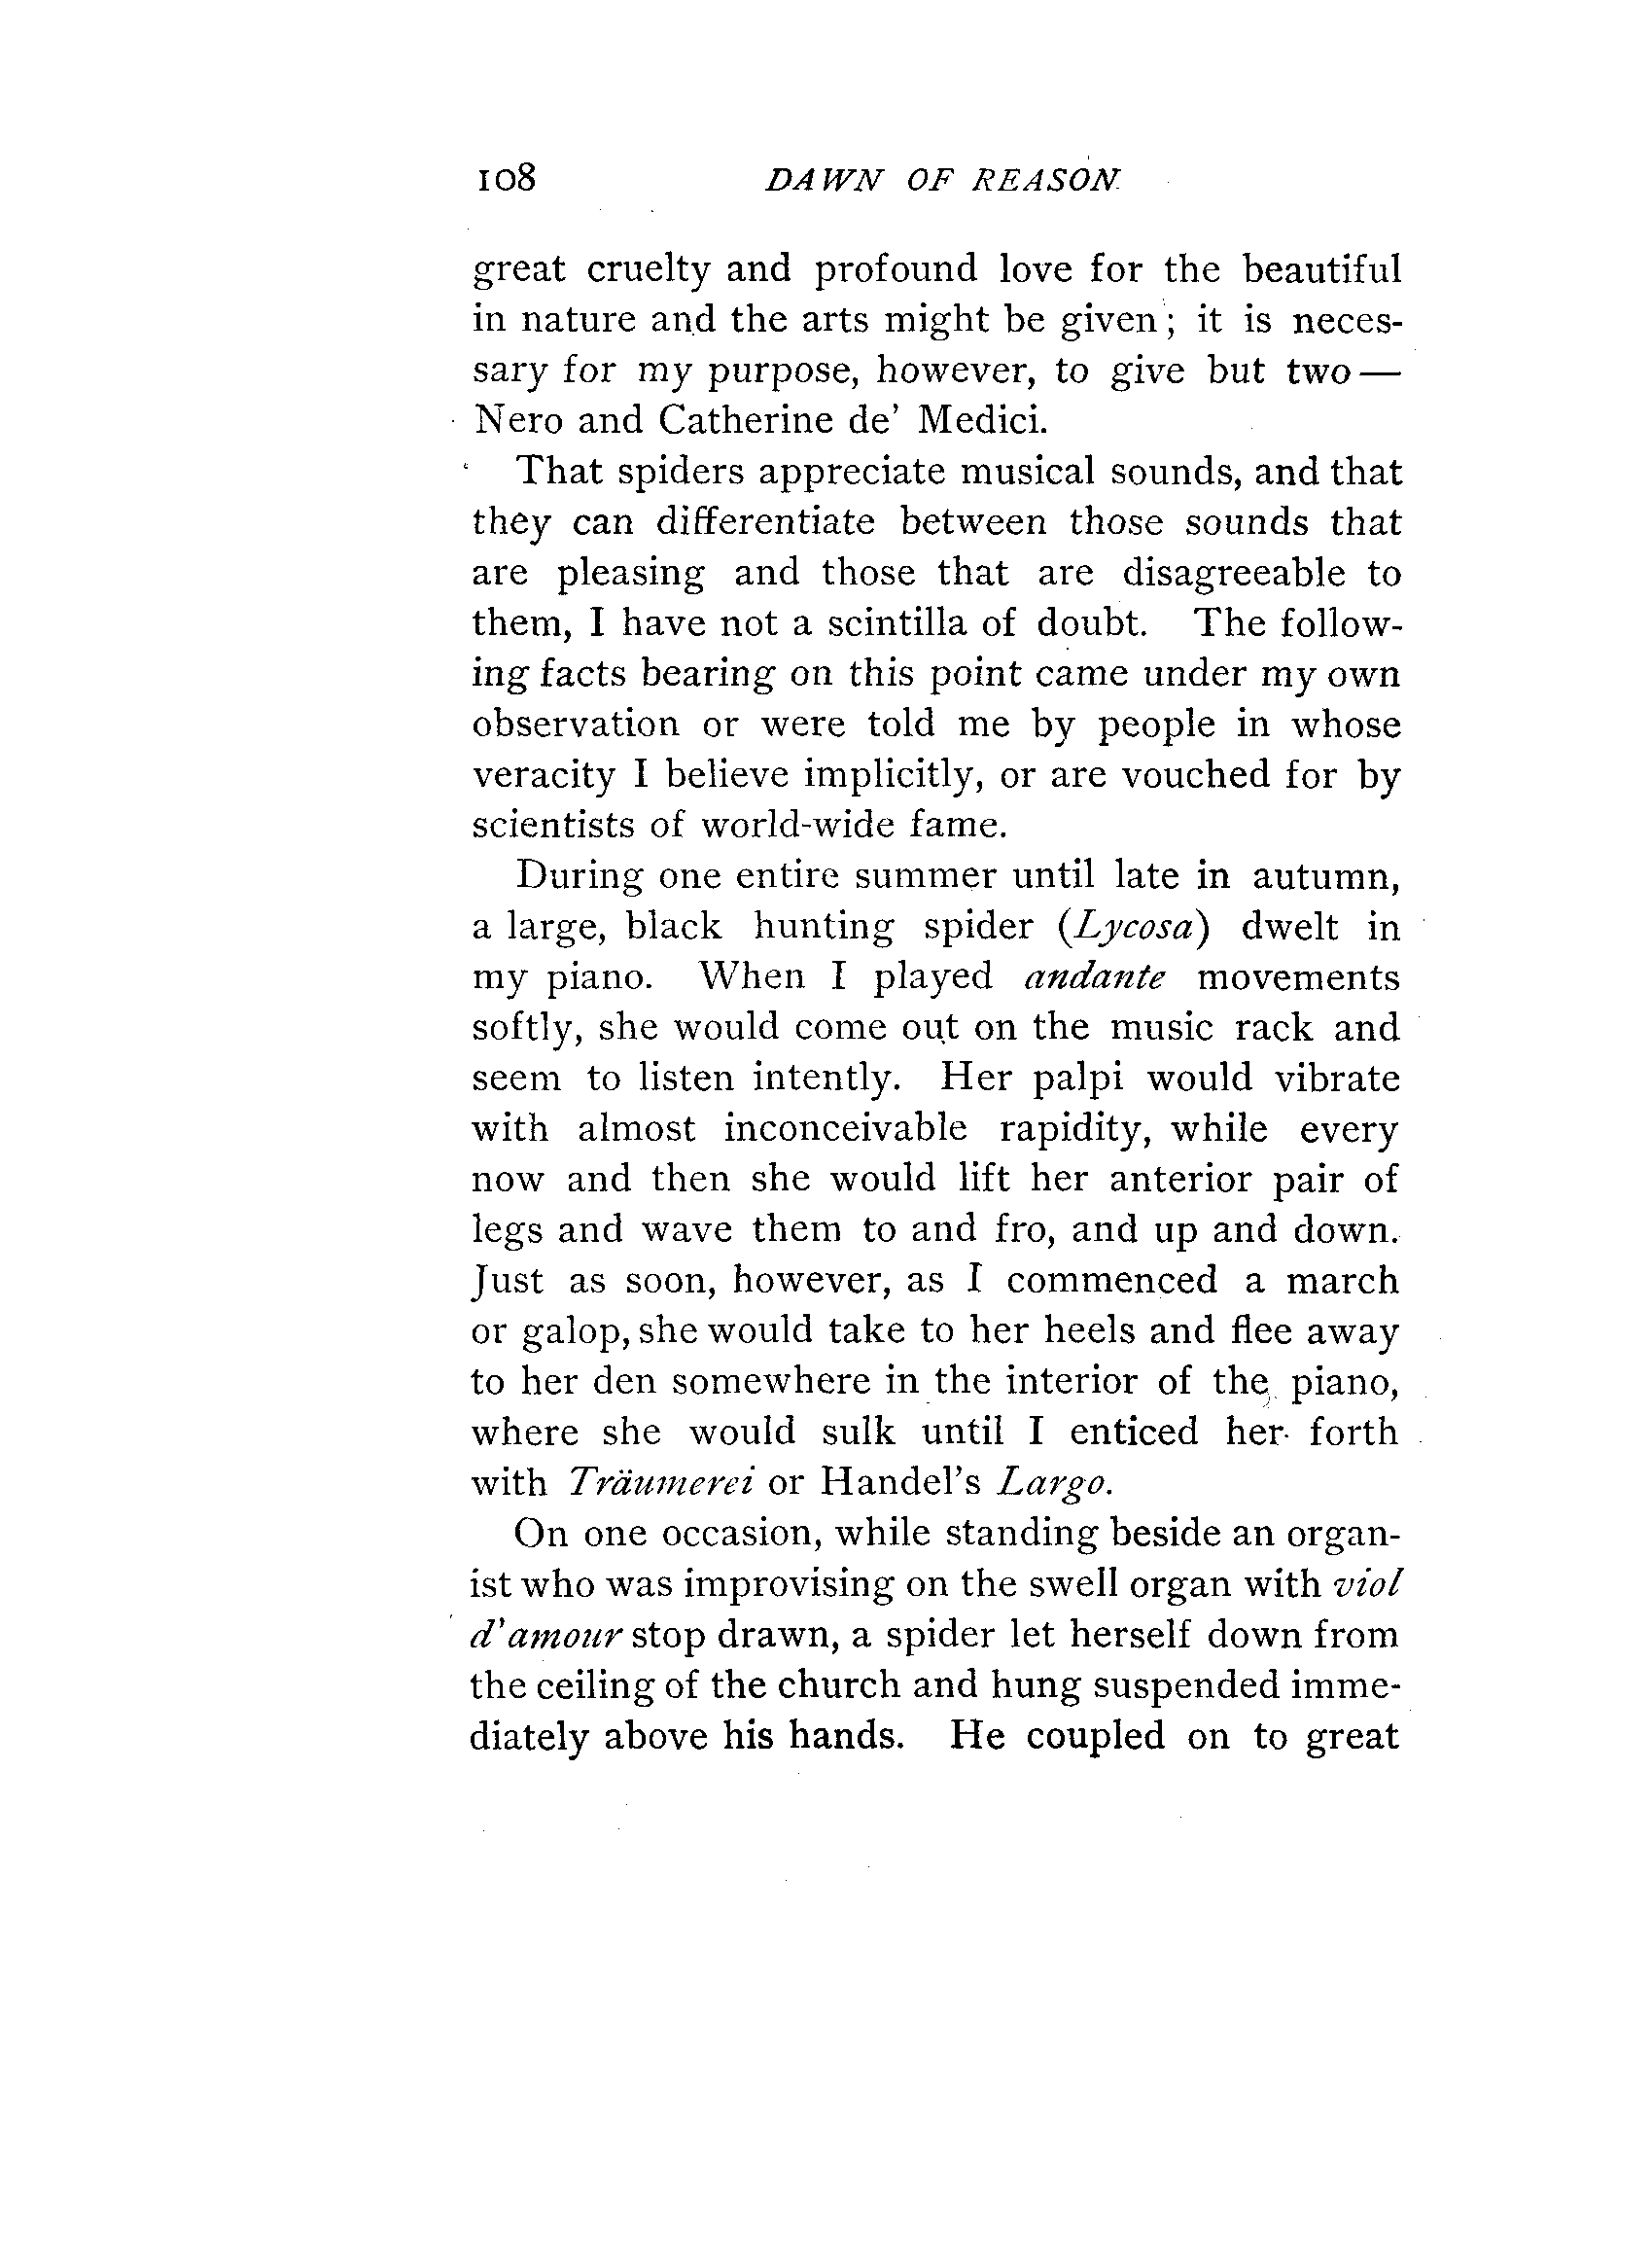 108 DAWN OF REASON.
great cruelty and profound love for the beautiful
in nature and the arts might be given; it is neces-
sary for my purpose, however, to give but two—
Nero and Catherine de' Medici.
That spiders appreciate musical sounds, and that
they can differentiate between those sounds that
are pleasing and those that are disagreeable to
them, I have not a scintilla of doubt. The follow-
ing facts bearing on this point came under my own
observation or were told me by people in whose
veracity I believe implicitly, or are vouched for by
scientists of world-wide fame.
During one entire summer until late in autumn,
a large, black hunting spider (Lycosa) dwelt in
my piano. When I played andante movements
softly, she would come out on the music rack and
seem to listen intently. Her palpi would vibrate
with almost inconceivable rapidity, while every
now and then she would lift her anterior pair of
legs and wave them to and fro, and up and down.
Just as soon, however, as I commenced a march
or galop, she would take to her heels and flee away
to her den somewhere in the interior of the piano,
where she would sulk until I enticed her forth
with Träumerei or Handel's Largo.
On one occasion, while standing beside an organ-
ist who was improvising on the swell organ with viol
d'amour stop drawn, a spider let herself down from
the ceiling of the church and hung suspended imme-
diately above his hands. He coupled on to great